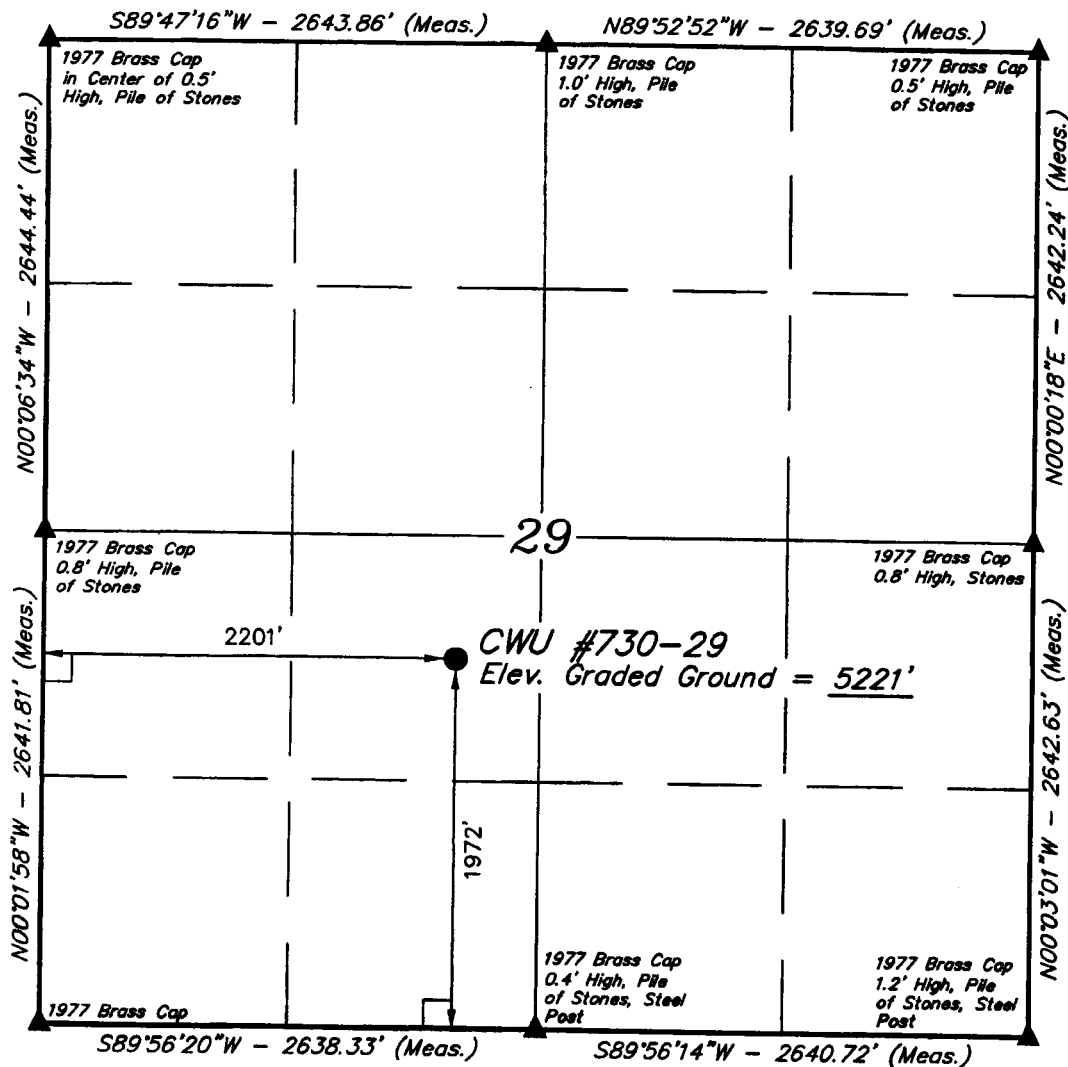 S89°47'16"W - 2643.86' (Meas.)
N89°52'52"W - 2639.69' (Meas.)
1977 Brass Cap
in Center of 0.5'
High, Pile of Stones
1977 Brass Cap
1.0' High, Pile
of Stones
1977 Brass Cap
0.5' High, Pile
of Stones
N00°06'34"W - 2644.44' (Meas.)
N00°00'18"E - 2642.24' (Meas.)
29
1977 Brass Cap
0.8' High, Pile
of Stones
1977 Brass Cap
0.8' High, Stones
2201'
CWU #730-29
Elev. Graded Ground = 5221'
N00°01'58"W - 2641.81' (Meas.)
N00°03'01"W - 2642.63' (Meas.)
1972'
1977 Brass Cap
1977 Brass Cap
0.4' High, Pile
of Stones, Steel
Post
1977 Brass Cap
1.2' High, Pile
of Stones, Steel
Post
S89°56'20"W - 2638.33' (Meas.)
S89°56'14"W - 2640.72' (Meas.)